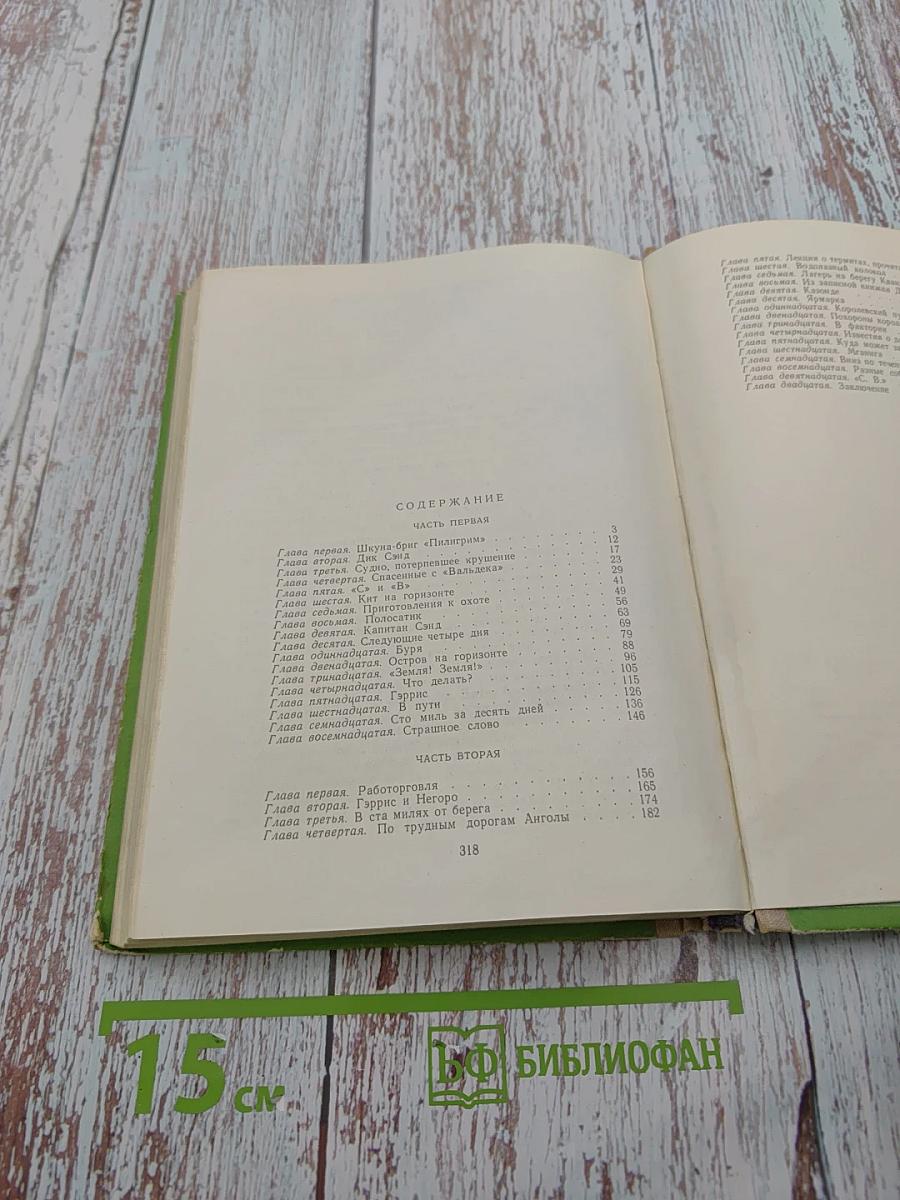 СОДЕРЖАНИЕ
ЧАСТЬ ПЕРВАЯ
Глава первая. Шкуна-бриг «Пилигрим» . . . . . . . . 3
Глава вторая. Дик Сэнд . . . . . . . . 12
Глава третья. Судно, потерпевшее крушение . . . . . . 17
Глава четвертая. Спасенные с «Вальдека» . . . . . . . 23
Глава пятая. «С» и «В» . . . . . . . . 29
Глава шестая. Кит на горизонте . . . . . . . . 41
Глава седьмая. Приготовления к охоте . . . . . . . . 49
Глава восьмая. Полосатик . . . . . . . . 56
Глава девятая. Капитан Сэнд . . . . . . . . 63
Глава десятая. Следующие четыре дня . . . . . . . . 69
Глава одиннадцатая. Буря . . . . . . . . 79
Глава двенадцатая. Остров на горизонте . . . . . . . 88
Глава тринадцатая. «Земля! Земля!» . . . . . . . . 96
Глава четырнадцатая. Что делать? . . . . . . . . 105
Глава пятнадцатая. Гэррис . . . . . . . . 115
Глава шестнадцатая. В пути . . . . . . . . 126
Глава семнадцатая. Сто миль за десять дней . . . . . 136
Глава восемнадцатая. Страшное слово . . . . . . . . 146
ЧАСТЬ ВТОРАЯ
Глава первая. Работорговля . . . . . . . . 156
Глава вторая. Гэррис и Негоро . . . . . . . . 165
Глава третья. В ста милях от берега . . . . . . . . 174
Глава четвертая. По трудным дорогам Анголы . . . . 182
318
Глава пятая. Лекция о термитах,
Глава шестая. Водолазный колокол
Глава седьмая. Лагерь на берегу
Глава восьмая. Из записной книжки Д
Глава девятая. Казонде
Глава десятая. Ярмарка
Глава одиннадцатая. Королевский
Глава двенадцатая. Похороны
Глава тринадцатая. В фактории
Глава четырнадцатая. Известия о
Глава пятнадцатая. Куда может
Глава шестнадцатая. Мганнга
Глава семнадцатая. Вниз по
Глава восемнадцатая. Разные
Глава девятнадцатая. «С. В.»
Глава двадцатая. Заключение
15 см
БФ БИБЛИОФАН